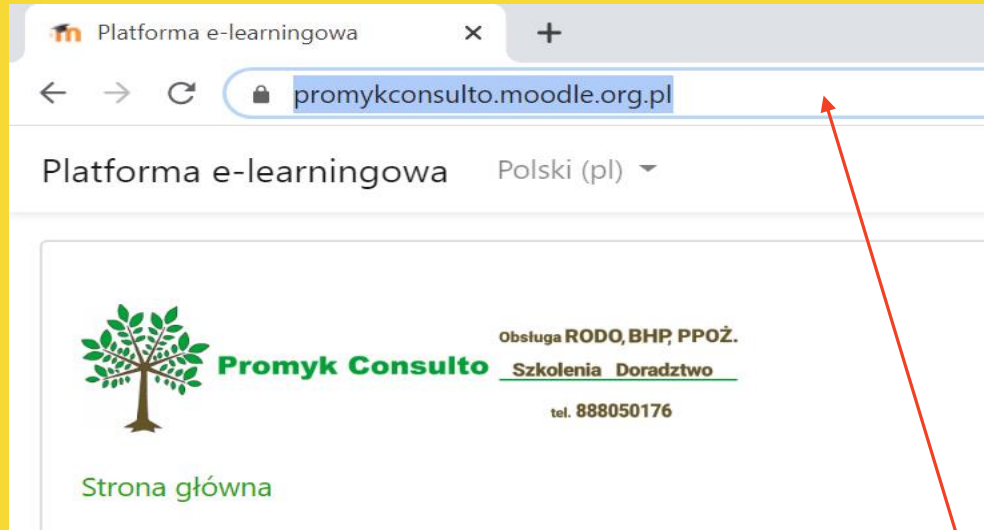 Platforma e-learningowa
promykconsulto.moodle.org.pl
Platforma e-learningowa Polski (pl)
Promyk Consulto
Obsługa RODO, BHP, PPOŻ.
Szkolenia Doradztwo
tel. 888050176
Strona główna